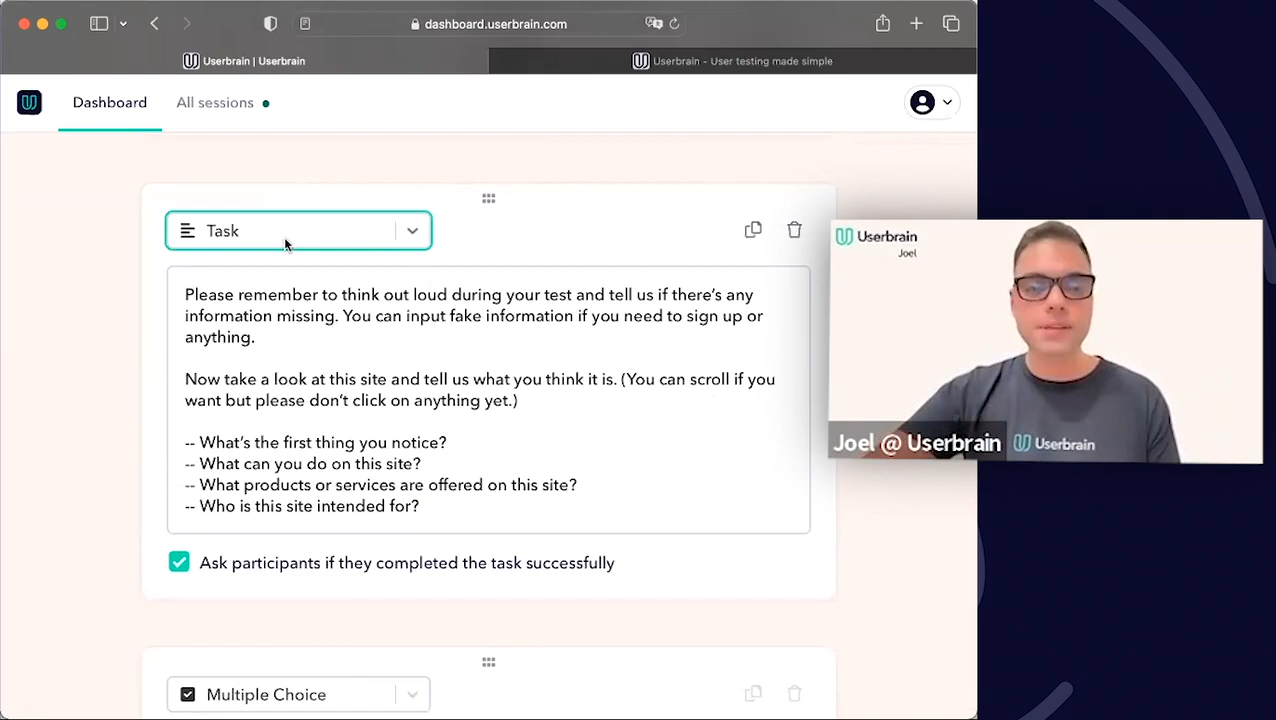 dashboard.userbrain.com
Userbrain | Userbrain
Userbrain - User testing made simple
Dashboard
All sessions
Task
Please remember to think out loud during your test and tell us if there's any
information missing. You can input fake information if you need to sign up or
anything.
Now take a look at this site and tell us what you think it is. (You can scroll if you
want but please don't click on anything yet.)
-- What's the first thing you notice?
-- What can you do on this site?
-- What products or services are offered on this site?
-- Who is this site intended for?
Ask participants if they completed the task successfully
Multiple Choice
Userbrain
Joel
Joel @ Userbrain
Userbrain